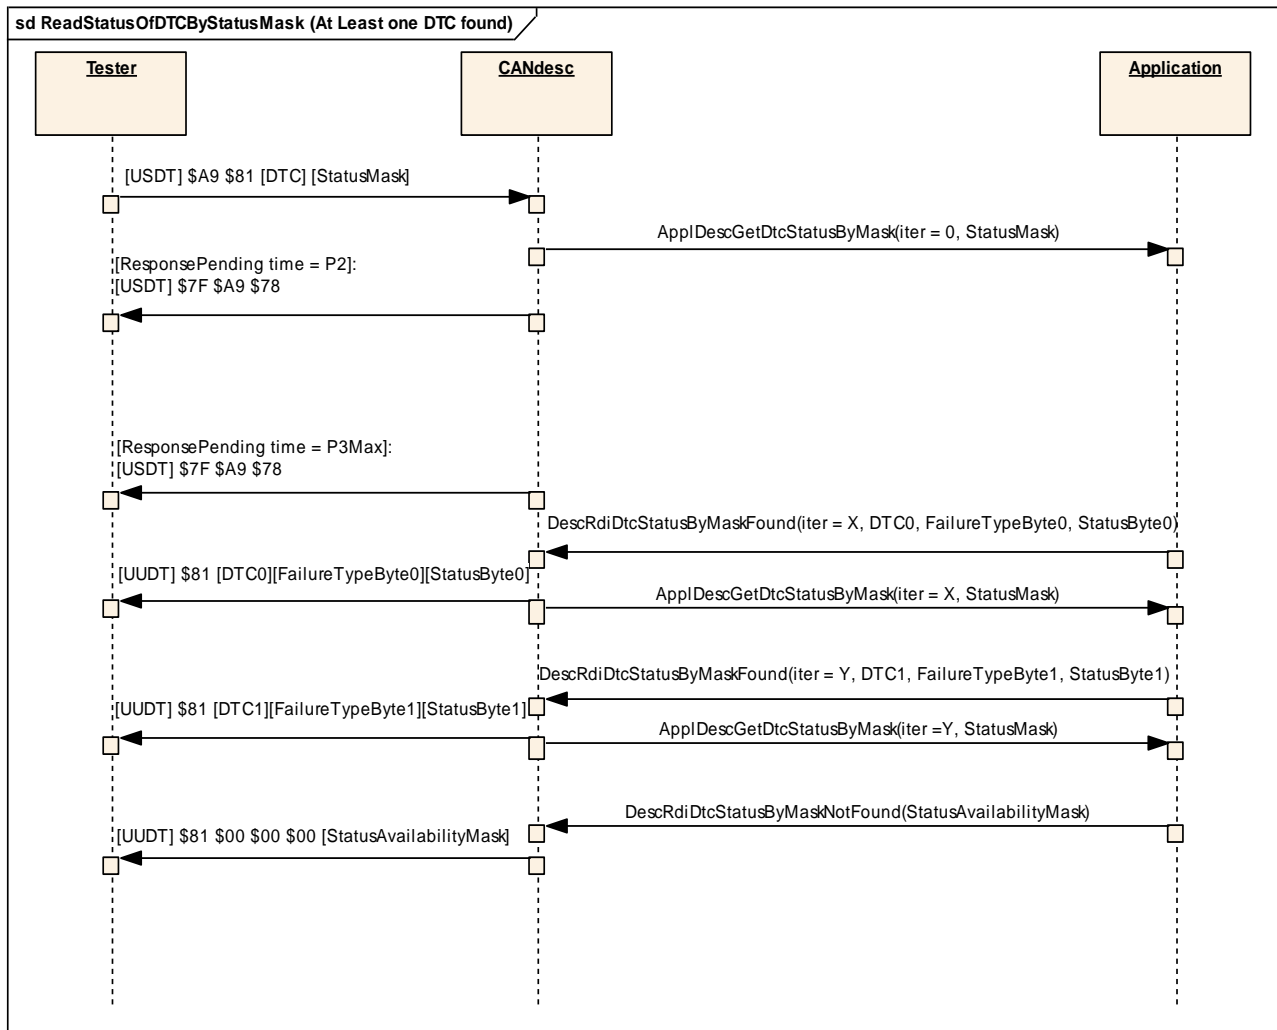 sd ReadStatusOfDTCByStatusMask (At Least one DTC found)
Tester
CANdesc
Application
[USDT] $A9 $81 [DTC] [StatusMask]
ApplDescGetDtcStatusByMask(iter = 0, StatusMask)
[ResponsePending time = P2]:
[USDT] $7F $A9 $78
[ResponsePending time = P3Max]:
[USDT] $7F $A9 $78
DescRdiDtcStatusByMaskFound(iter = X, DTC0, FailureTypeByte0, StatusByte0)
[UUDT] $81 [DTC0][FailureTypeByte0][StatusByte0]
ApplDescGetDtcStatusByMask(iter = X, StatusMask)
DescRdiDtcStatusByMaskFound(iter = Y, DTC1, FailureTypeByte1, StatusByte1)
[UUDT] $81 [DTC1][FailureTypeByte1][StatusByte1]
ApplDescGetDtcStatusByMask(iter =Y, StatusMask)
DescRdiDtcStatusByMaskNotFound(StatusAvailabilityMask)
[UUDT] $81 $00 $00 $00 [StatusAvailabilityMask]